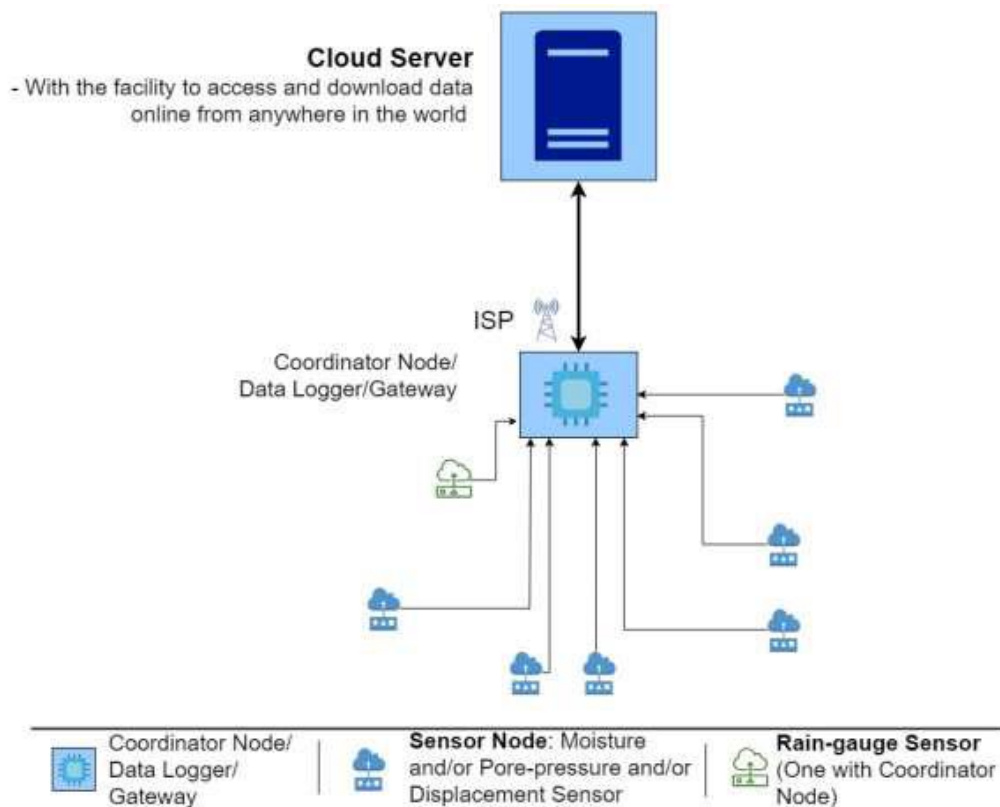 Cloud Server
- With the facility to access and download data
online from anywhere in the world
ISP
Coordinator Node/
Data Logger/Gateway
Coordinator Node/
Data Logger/
Gateway
Sensor Node: Moisture
and/or Pore-pressure and/or
Displacement Sensor
Rain-gauge Sensor
(One with Coordinator
Node)